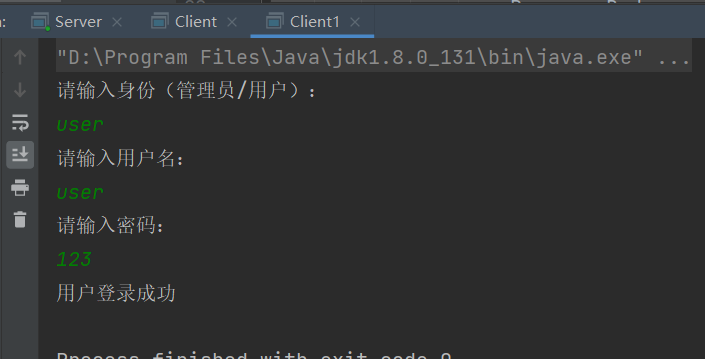 Server Client Client1
"D:\Program Files\Java\jdk1.8.0_131\bin\java.exe" ...
请输入身份（管理员/用户）：
user
请输入用户名：
user
请输入密码：
123
用户登录成功
Process finished with exit code 0